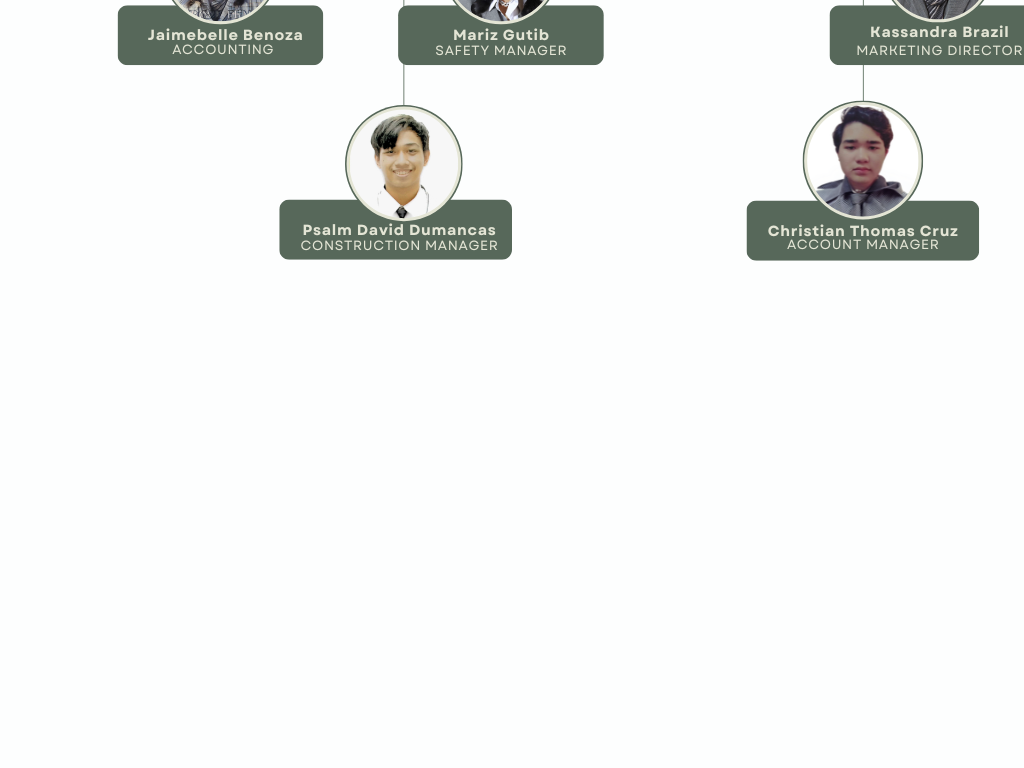 Jaimebelle Benoza
ACCOUNTING
Mariz Gutib
SAFETY MANAGER
Kassandra Brazil
MARKETING DIRECTOR
Psalm David Dumancas
CONSTRUCTION MANAGER
Christian Thomas Cruz
ACCOUNT MANAGER